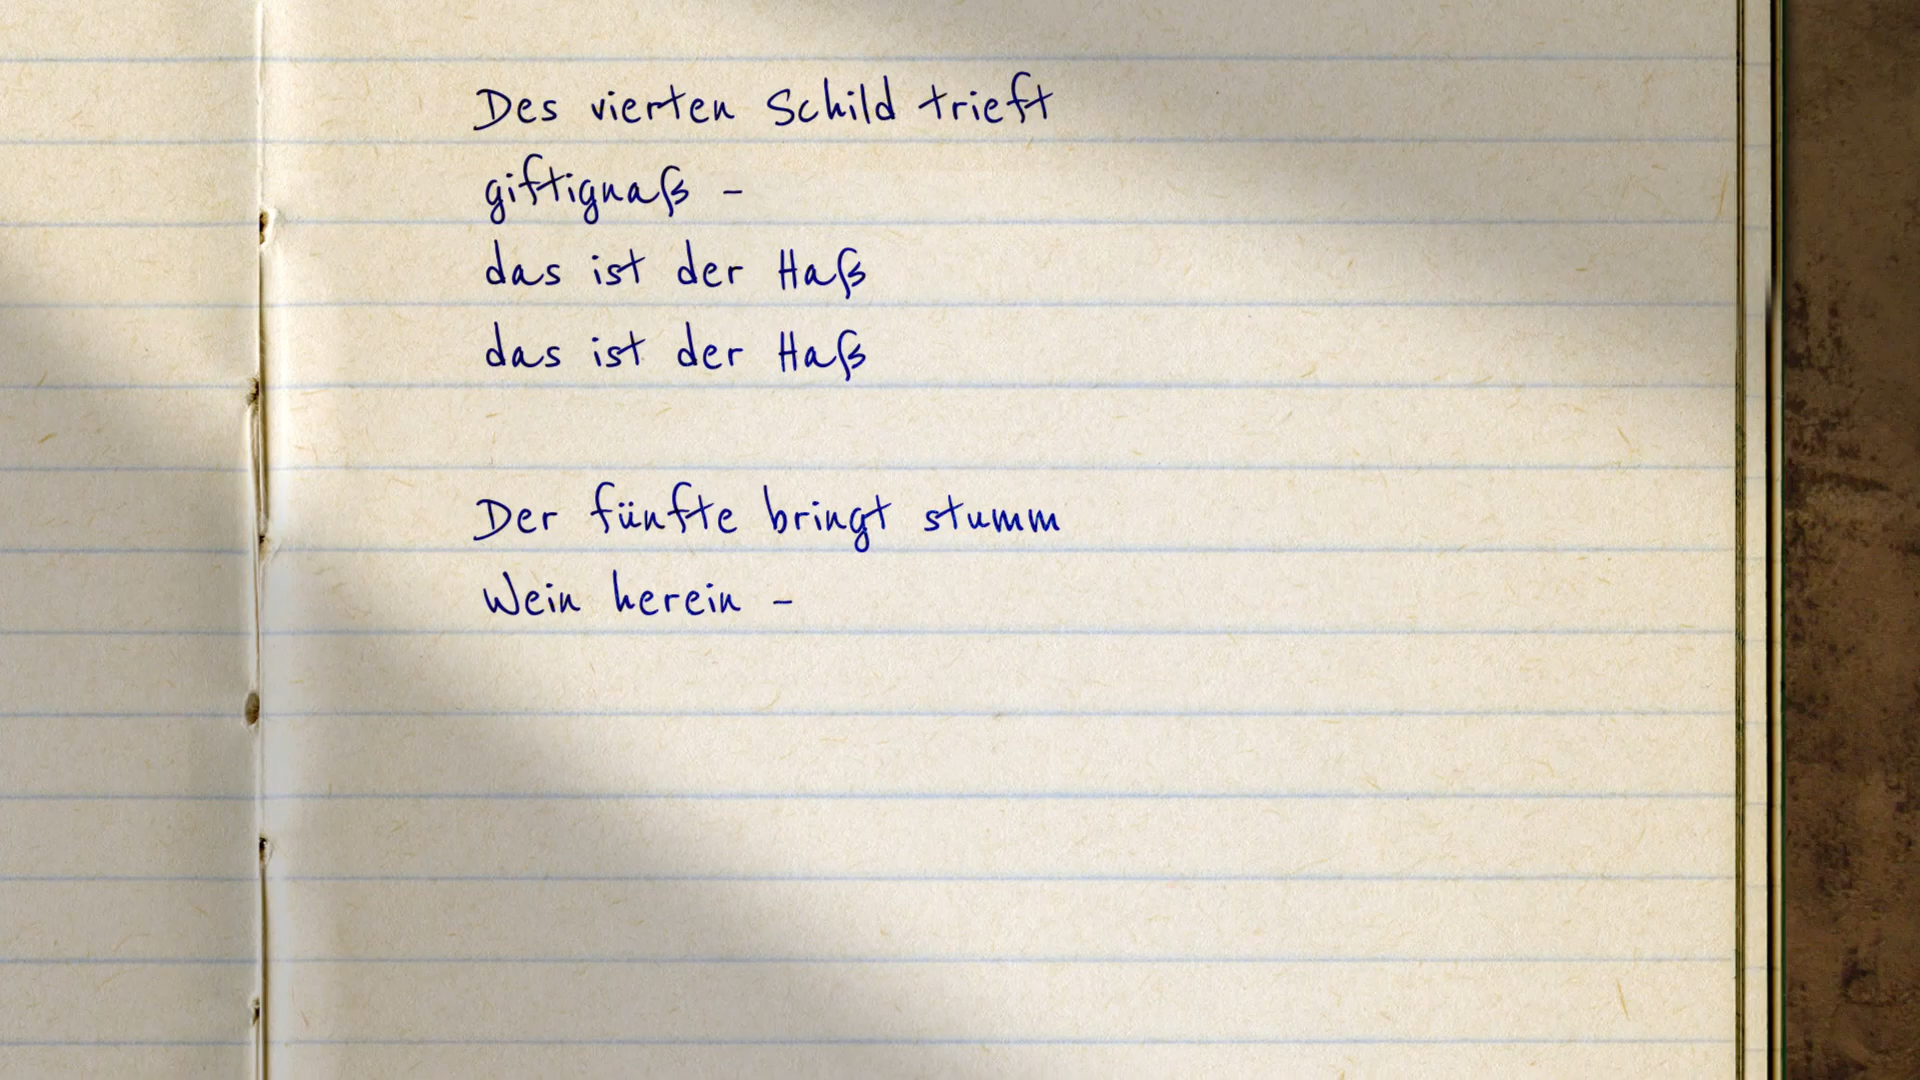 Des vierten Schild trieft
giftignaß -
das ist der Haß
das ist der Haß
Der fünfte bringt stumm
Wein herein -